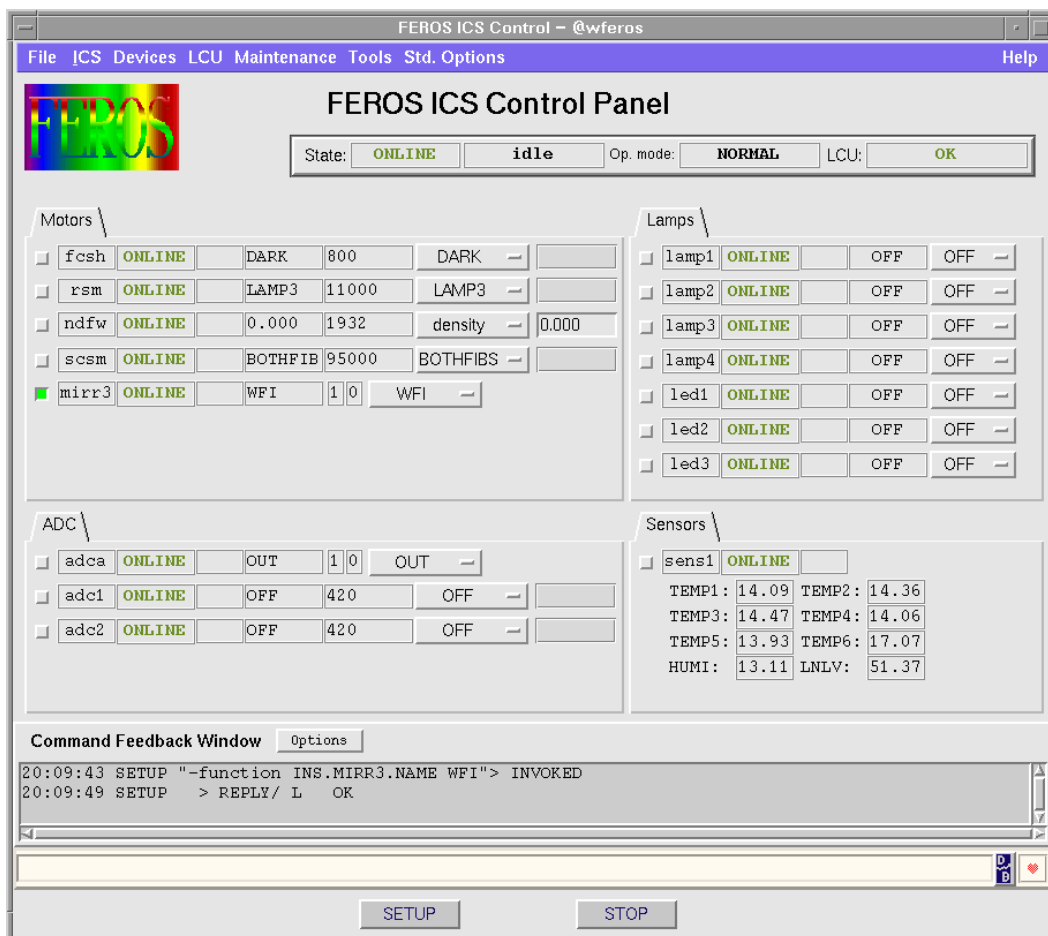 FEROS ICS Control – @wferos
File ICS Devices LCU Maintenance Tools Std. Options Help
FEROS
FEROS ICS Control Panel
State: ONLINE idle Op. mode: NORMAL LCU: OK
Motors
fcsh ONLINE DARK 800 DARK
rsm ONLINE LAMP3 11000 LAMP3
ndfw ONLINE 0.000 1932 density 0.000
scsm ONLINE BOTHFIB 95000 BOTHFIBS
mirr3 ONLINE WFI 1 0 WFI
Lamps
lamp1 ONLINE OFF OFF
lamp2 ONLINE OFF OFF
lamp3 ONLINE OFF OFF
lamp4 ONLINE OFF OFF
led1 ONLINE OFF OFF
led2 ONLINE OFF OFF
led3 ONLINE OFF OFF
ADC
adca ONLINE OUT 1 0 OUT
adc1 ONLINE OFF 420 OFF
adc2 ONLINE OFF 420 OFF
Sensors
sens1 ONLINE
TEMP1: 14.09 TEMP2: 14.36
TEMP3: 14.47 TEMP4: 14.06
TEMP5: 13.93 TEMP6: 17.07
HUMI: 13.11 LNLV: 51.37
Command Feedback Window Options
20:09:43 SETUP "-function INS.MIRR3.NAME WFI"> INVOKED
20:09:49 SETUP > REPLY/ L OK
D
B
SETUP STOP